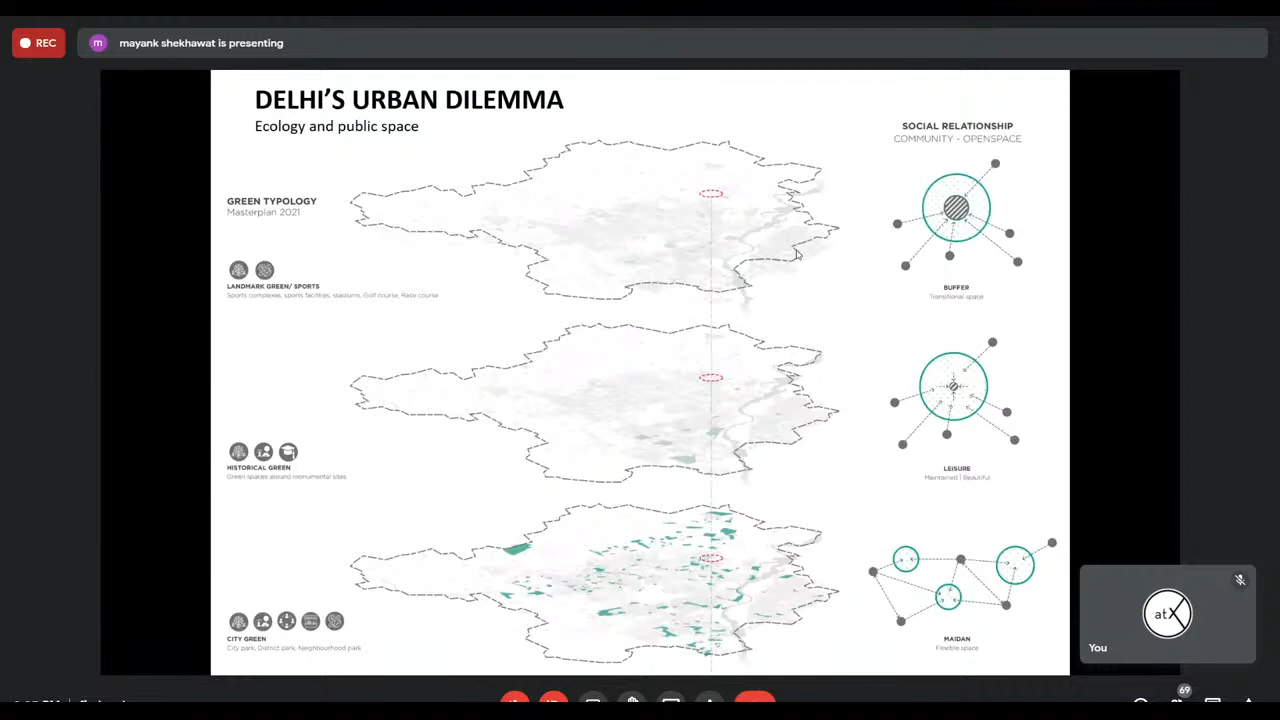 REC
m
mayank shekhawat is presenting
DELHI'S URBAN DILEMMA
Ecology and public space
SOCIAL RELATIONSHIP
COMMUNITY - OPENSPACE
GREEN TYPOLOGY
Masterplan 2021
LANDMARK GREEN/ SPORTS
Sports complexes, sports facilities, stadiums, Golf course, Race course
BUFFER
Transitional space
HISTORICAL GREEN
Green spaces around monumental sites
LEISURE
Maintained | Beautiful
CITY GREEN
City park, District park, Neighbourhood park
MAIDAN
Flexible space
atX
You
69